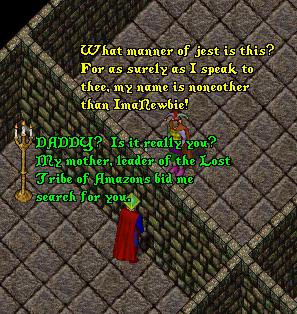 What manner of jest is this?
For as surely as I speak to
thee, my name is noneother
than ImaNewbie!
DADDY? Is it really you?
My mother, leader of the Lost
Tribe of Amazons bid me
search for you.